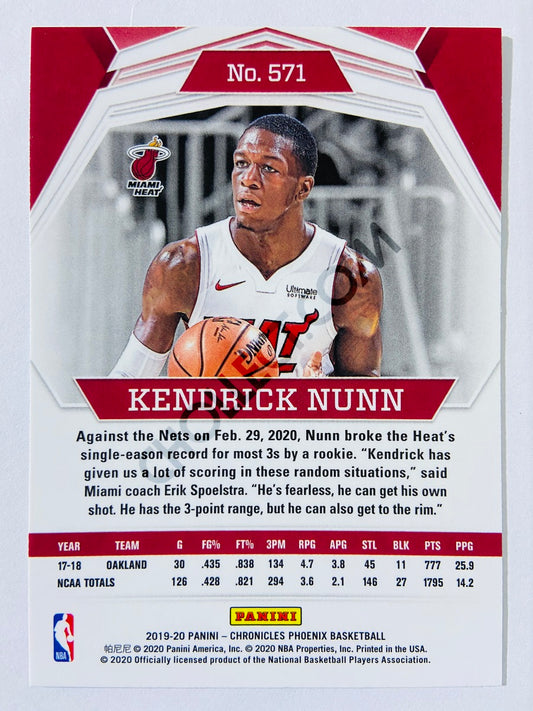 No. 571
MIAMI
HEAT
Ultimate
SOFTWARE
HEAT
KENDRICK NUNN
Against the Nets on Feb. 29, 2020, Nunn broke the Heat's
single-eason record for most 3s by a rookie. "Kendrick has
given us a lot of scoring in these random situations," said
Miami coach Erik Spoelstra. "He's fearless, he can get his own
shot. He has the 3-point range, but he can also get to the rim."
YEAR TEAM G FG% FT% 3PM RPG APG STL BLK PTS PPG
17-18 OAKLAND 30 .435 .838 134 4.7 3.8 45 11 777 25.9
NCAA TOTALS 126 .428 .821 294 3.6 2.1 146 27 1795 14.2
PANINI
2019-20 PANINI – CHRONICLES PHOENIX BASKETBALL
帕尼尼 © 2020 Panini America, Inc. © 2020 NBA Properties, Inc. Printed in the USA.
© 2020 Officially licensed product of the National Basketball Players Association.
NBA